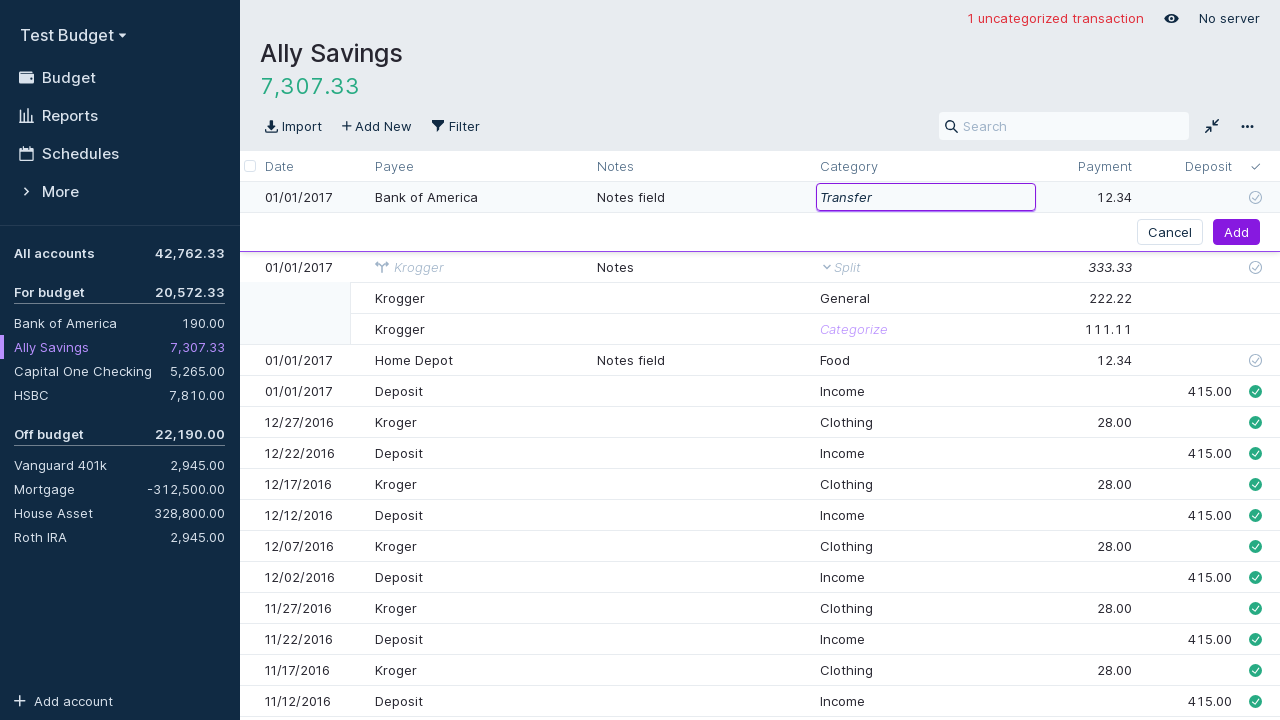 Test Budget
Budget
Reports
Schedules
More
All accounts 42,762.33
For budget 20,572.33
Bank of America 190.00
Ally Savings 7,307.33
Capital One Checking 5,265.00
HSBC 7,810.00
Off budget 22,190.00
Vanguard 401k 2,945.00
Mortgage -312,500.00
House Asset 328,800.00
Roth IRA 2,945.00
Add account
1 uncategorized transaction No server
Ally Savings
7,307.33
Import Add New Filter Search
Date Payee Notes Category Payment Deposit
01/01/2017 Bank of America Notes field Transfer 12.34
Cancel Add
01/01/2017 Krogger Notes Split 333.33
Krogger General 222.22
Krogger Categorize 111.11
01/01/2017 Home Depot Notes field Food 12.34
01/01/2017 Deposit Income 415.00
12/27/2016 Kroger Clothing 28.00
12/22/2016 Deposit Income 415.00
12/17/2016 Kroger Clothing 28.00
12/12/2016 Deposit Income 415.00
12/07/2016 Kroger Clothing 28.00
12/02/2016 Deposit Income 415.00
11/27/2016 Kroger Clothing 28.00
11/22/2016 Deposit Income 415.00
11/17/2016 Kroger Clothing 28.00
11/12/2016 Deposit Income 415.00